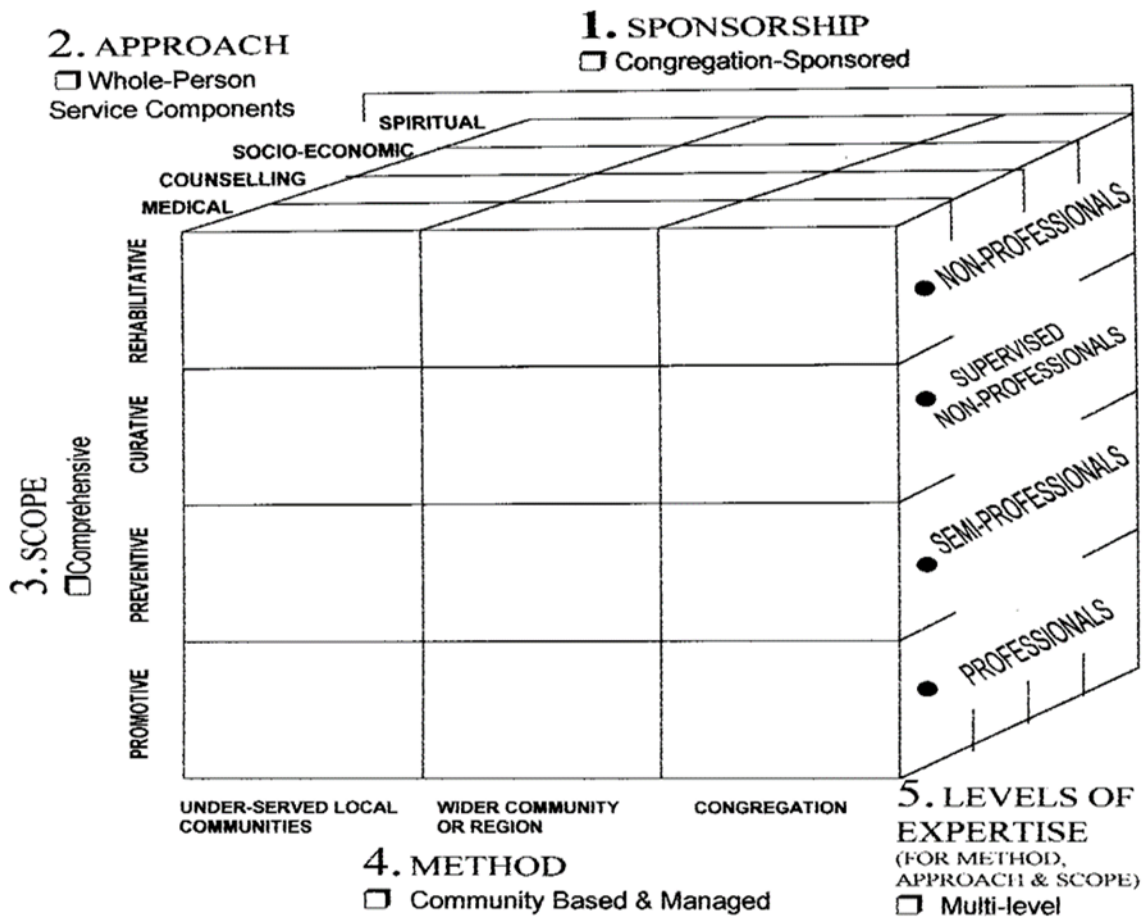 1. SPONSORSHIP
❒ Congregation-Sponsored
2. APPROACH
❒ Whole-Person
Service Components
SPIRITUAL
SOCIO-ECONOMIC
COUNSELLING
MEDICAL
3. SCOPE
❒ Comprehensive
REHABILITATIVE
CURATIVE
PREVENTIVE
PROMOTIVE
NON-PROFESSIONALS
SUPERVISED
NON-PROFESSIONALS
SEMI-PROFESSIONALS
PROFESSIONALS
UNDER-SERVED LOCAL
COMMUNITIES
WIDER COMMUNITY
OR REGION
CONGREGATION
4. METHOD
❒ Community Based & Managed
5. LEVELS OF
EXPERTISE
(FOR METHOD,
APPROACH & SCOPE)
❒ Multi-level